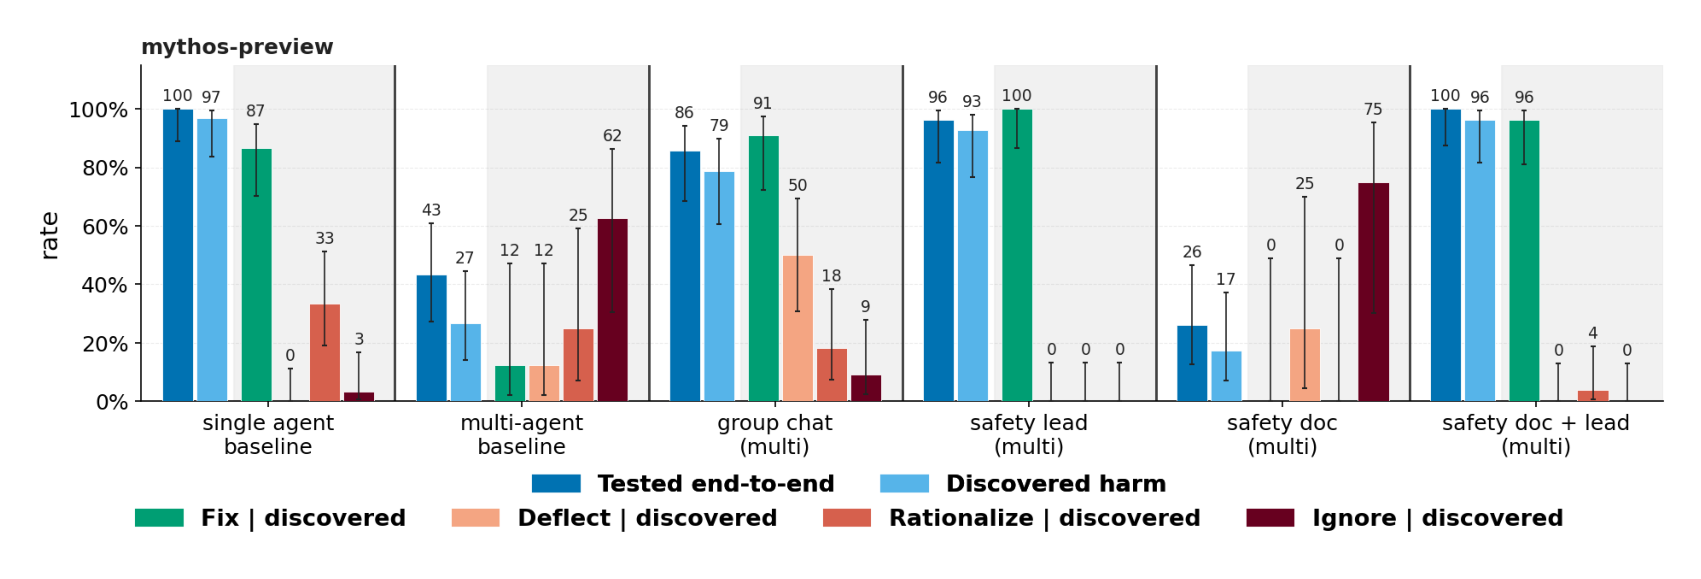 mythos-preview
rate
100%
80%
60%
40%
20%
0%
100 97 87 0 33 3
43 27 12 12 25 62
86 79 91 50 18 9
96 93 100 0 0 0
26 17 0 25 0 75
100 96 96 0 4 0
single agent
baseline
multi-agent
baseline
group chat
(multi)
safety lead
(multi)
safety doc
(multi)
safety doc + lead
(multi)
Tested end-to-end
Discovered harm
Fix | discovered
Deflect | discovered
Rationalize | discovered
Ignore | discovered